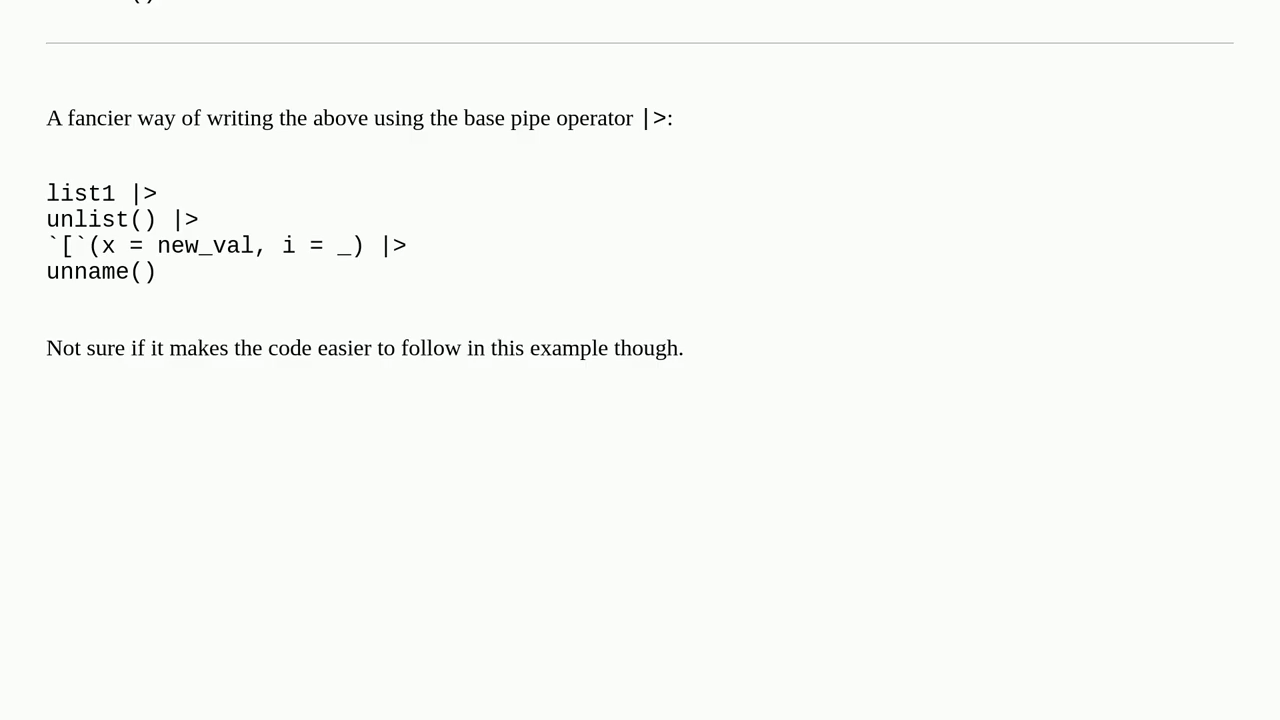 ()
A fancier way of writing the above using the base pipe operator |>:
list1 |>
unlist() |>
`[`(x = new_val, i = _) |>
unname()
Not sure if it makes the code easier to follow in this example though.